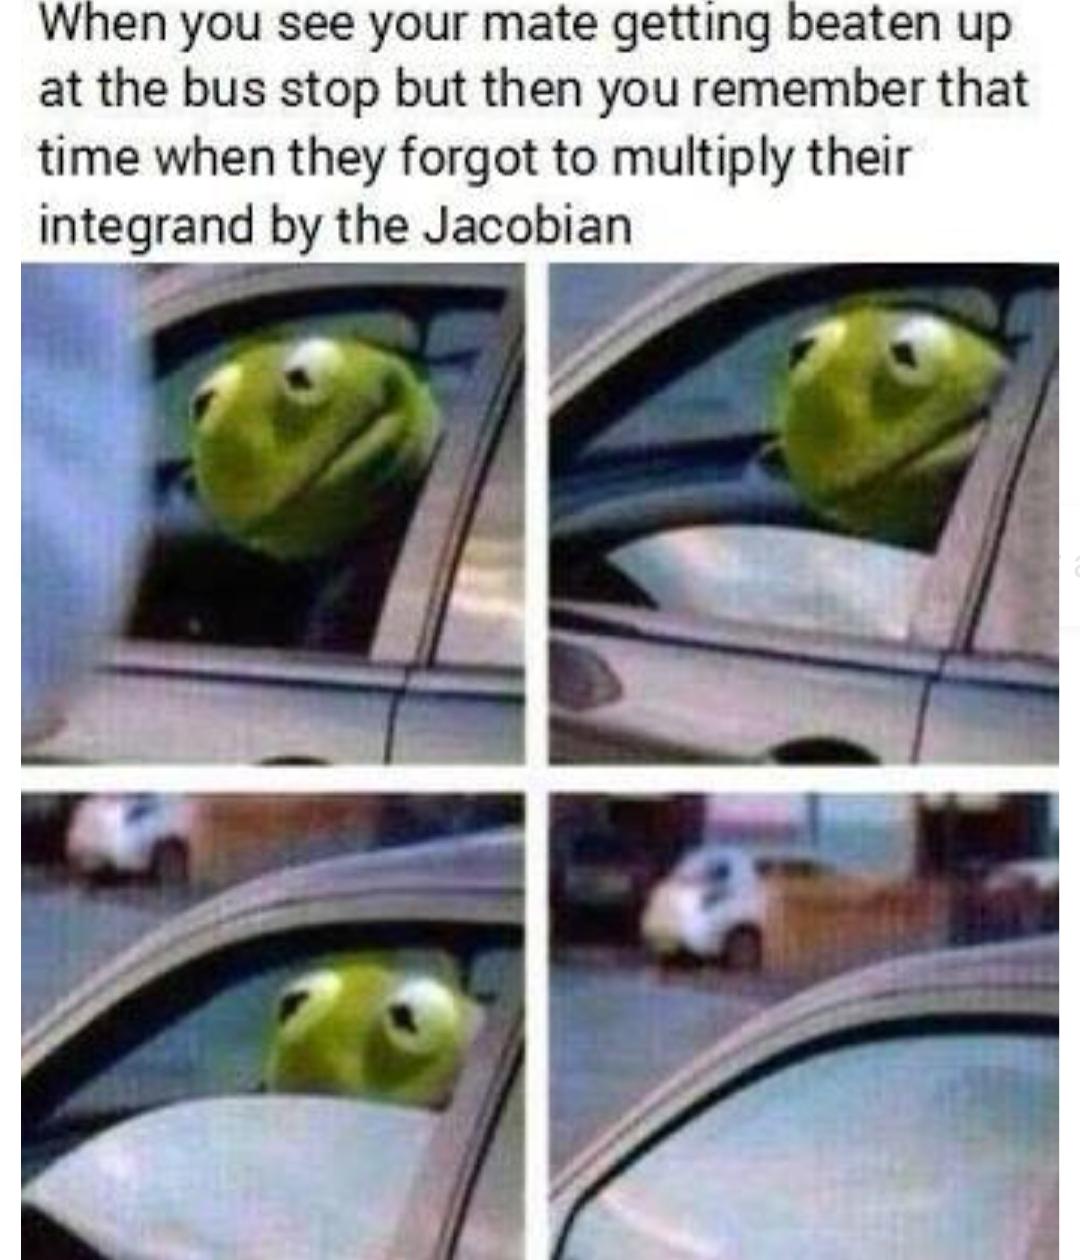 When you see your mate getting beaten up
at the bus stop but then you remember that
time when they forgot to multiply their
integrand by the Jacobian